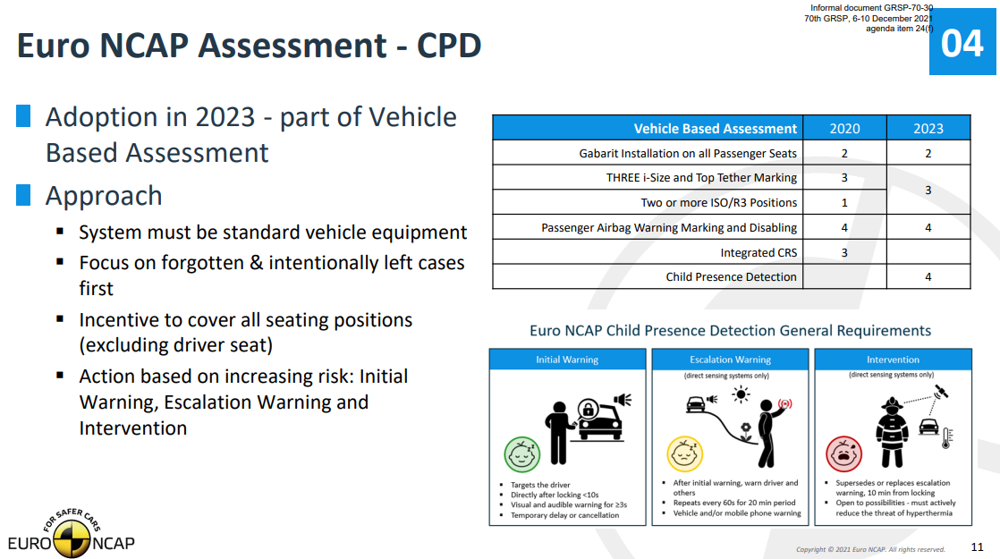 Informal document GRSP-70-30
70th GRSP, 6-10 December 2021
agenda item 24(f)
04
Euro NCAP Assessment - CPD
Adoption in 2023 - part of Vehicle
Based Assessment
Approach
System must be standard vehicle equipment
Focus on forgotten & intentionally left cases
first
Incentive to cover all seating positions
(excluding driver seat)
Action based on increasing risk: Initial
Warning, Escalation Warning and
Intervention
Vehicle Based Assessment 2020 2023
Gabarit Installation on all Passenger Seats 2 2
THREE i-Size and Top Tether Marking 3 3
Two or more ISO/R3 Positions 1
Passenger Airbag Warning Marking and Disabling 4 4
Integrated CRS 3
Child Presence Detection 4
Euro NCAP Child Presence Detection General Requirements
Initial Warning
Targets the driver
Directly after locking <10s
Visual and audible warning for ≥3s
Temporary delay or cancellation
Escalation Warning
(direct sensing systems only)
After initial warning, warn driver and
others
Repeats every 60s for 20 min period
Vehicle and/or mobile phone warning
Intervention
(direct sensing systems only)
Supersedes or replaces escalation
warning, 10 min from locking
Open to possibilities - must actively
reduce the threat of hyperthermia
FOR SAFER CARS
EURO NCAP
Copyright © 2021 Euro NCAP. All rights reserved.
11